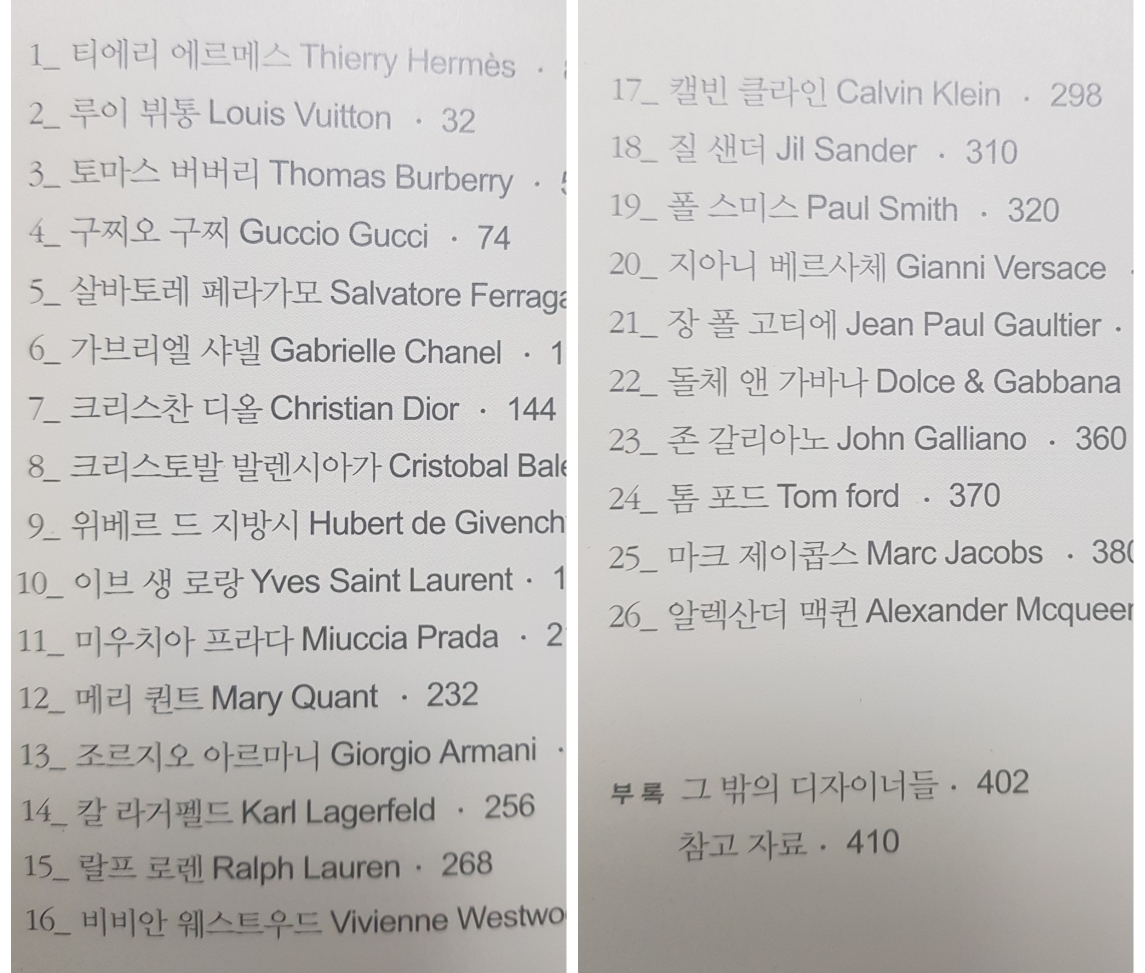 1_ 티에리 에르메스 Thierry Hermès ·
2_ 루이 뷔통 Louis Vuitton · 32
3_ 토마스 버버리 Thomas Burberry ·
4_ 구찌오 구찌 Guccio Gucci · 74
5_ 살바토레 페라가모 Salvatore Ferraga
6_ 가브리엘 샤넬 Gabrielle Chanel · 1
7_ 크리스찬 디올 Christian Dior · 144
8_ 크리스토발 발렌시아가 Cristobal Bale
9_ 위베르 드 지방시 Hubert de Givench
10_ 이브 생 로랑 Yves Saint Laurent · 1
11_ 미우치아 프라다 Miuccia Prada · 2
12_ 메리 퀀트 Mary Quant · 232
13_ 조르지오 아르마니 Giorgio Armani ·
14_ 칼 라거펠드 Karl Lagerfeld · 256
15_ 랄프 로렌 Ralph Lauren · 268
16_ 비비안 웨스트우드 Vivienne Westwo
17_ 캘빈 클라인 Calvin Klein · 298
18_ 질 샌더 Jil Sander · 310
19_ 폴 스미스 Paul Smith · 320
20_ 지아니 베르사체 Gianni Versace ·
21_ 장 폴 고티에 Jean Paul Gaultier ·
22_ 돌체 앤 가바나 Dolce & Gabbana
23_ 존 갈리아노 John Galliano · 360
24_ 톰 포드 Tom ford · 370
25_ 마크 제이콥스 Marc Jacobs · 380
26_ 알렉산더 맥퀸 Alexander Mcqueen
부록 그 밖의 디자이너들 · 402
참고 자료 · 410